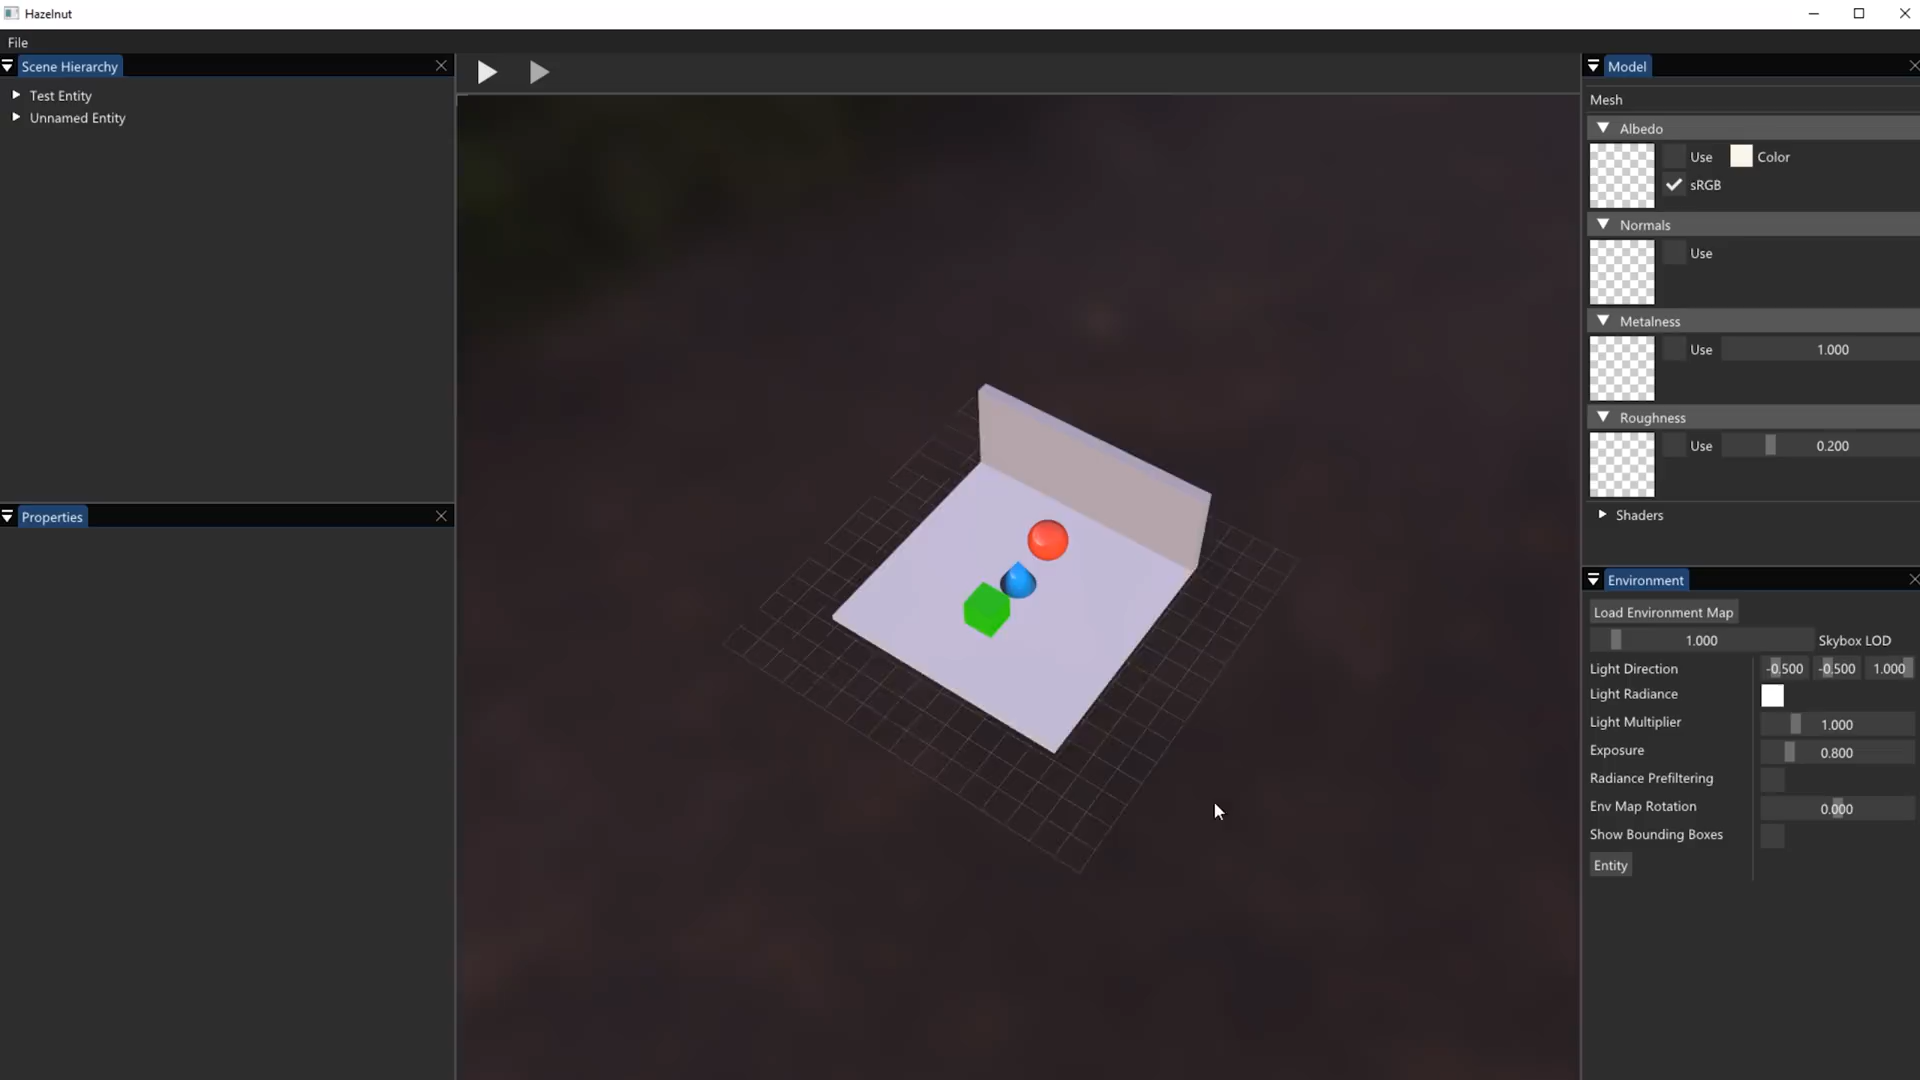 Hazelnut
File
Scene Hierarchy
Test Entity
Unnamed Entity
Properties
Model
Mesh
Albedo
Use Color
sRGB
Normals
Use
Metalness
Use 1.000
Roughness
Use 0.200
Shaders
Environment
Load Environment Map
1.000 Skybox LOD
Light Direction -0.500 -0.500 1.000
Light Radiance
Light Multiplier 1.000
Exposure 0.800
Radiance Prefiltering
Env Map Rotation 0.000
Show Bounding Boxes
Entity